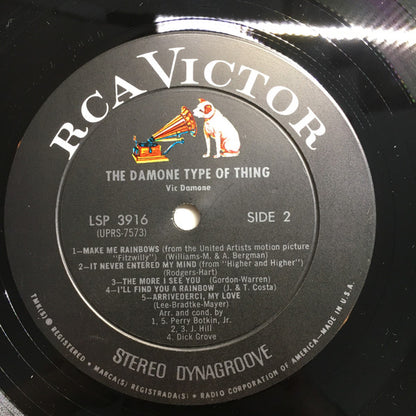 RCA VICTOR
THE DAMONE TYPE OF THING
Vic Damone
LSP 3916
(UPRS-7573)
SIDE 2
1—MAKE ME RAINBOWS (from the United Artists motion picture
"Fitzwilly") (Williams-M. & A. Bergman)
2—IT NEVER ENTERED MY MIND (from "Higher and Higher")
(Rodgers-Hart)
3—THE MORE I SEE YOU (Gordon-Warren)
4—I'LL FIND YOU A RAINBOW (J. & T. Costa)
5—ARRIVEDERCI, MY LOVE
(Lee-Bradtke-Mayer)
Arr. and cond. by
1, 5. Perry Botkin, Jr.
2, 3. J. Hill
4. Dick Grove
STEREO DYNAGROOVE
TMK(S) ® REGISTERED • MARCA(S) REGISTRADA(S) • RADIO CORPORATION OF AMERICA—MADE IN U.S.A.